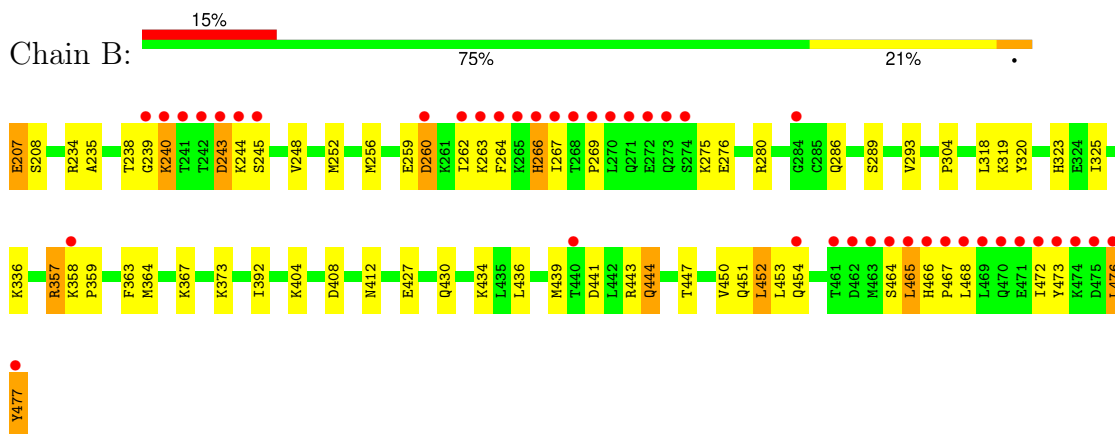 15%
Chain B:
75% 21% •
E207 S208 R234 A235 T238 G239 K240 T241 T242 D243 K244 S245 V248 M252 M256 E259 D260 K261 I262 K263 F264 K265 H266 I267 T268 P269 L270 Q271 E272 Q273 S274 K275 E276 R280 G284 C285 Q286 S289 V293 P304 L318 K319 Y320 H323 E324 I325
K336 R357 K358 P359 F363 M364 K367 K373 I392 K404 D408 N412 E427 Q430 K434 L435 L436 M439 T440 D441 L442 R443 Q444 T447 V450 Q451 L452 L453 Q454 T461 D462 M463 S464 L465 H466 P467 L468 L469 Q470 E471 I472 Y473 K474 D475 L476
Y477